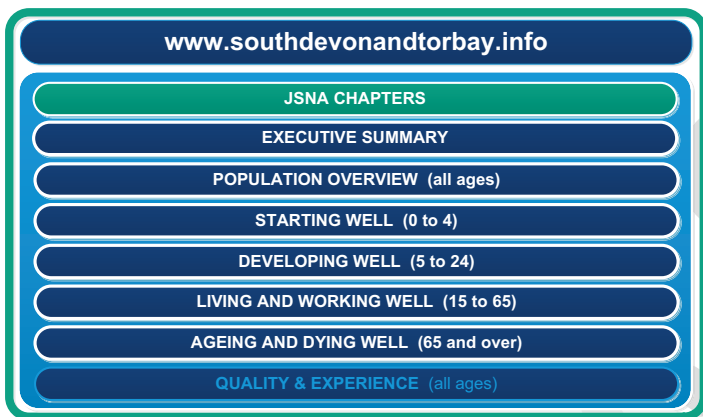 www.southdevonandtorbay.info
JSNA CHAPTERS
EXECUTIVE SUMMARY
POPULATION OVERVIEW (all ages)
STARTING WELL (0 to 4)
DEVELOPING WELL (5 to 24)
LIVING AND WORKING WELL (15 to 65)
AGEING AND DYING WELL (65 and over)
QUALITY & EXPERIENCE (all ages)